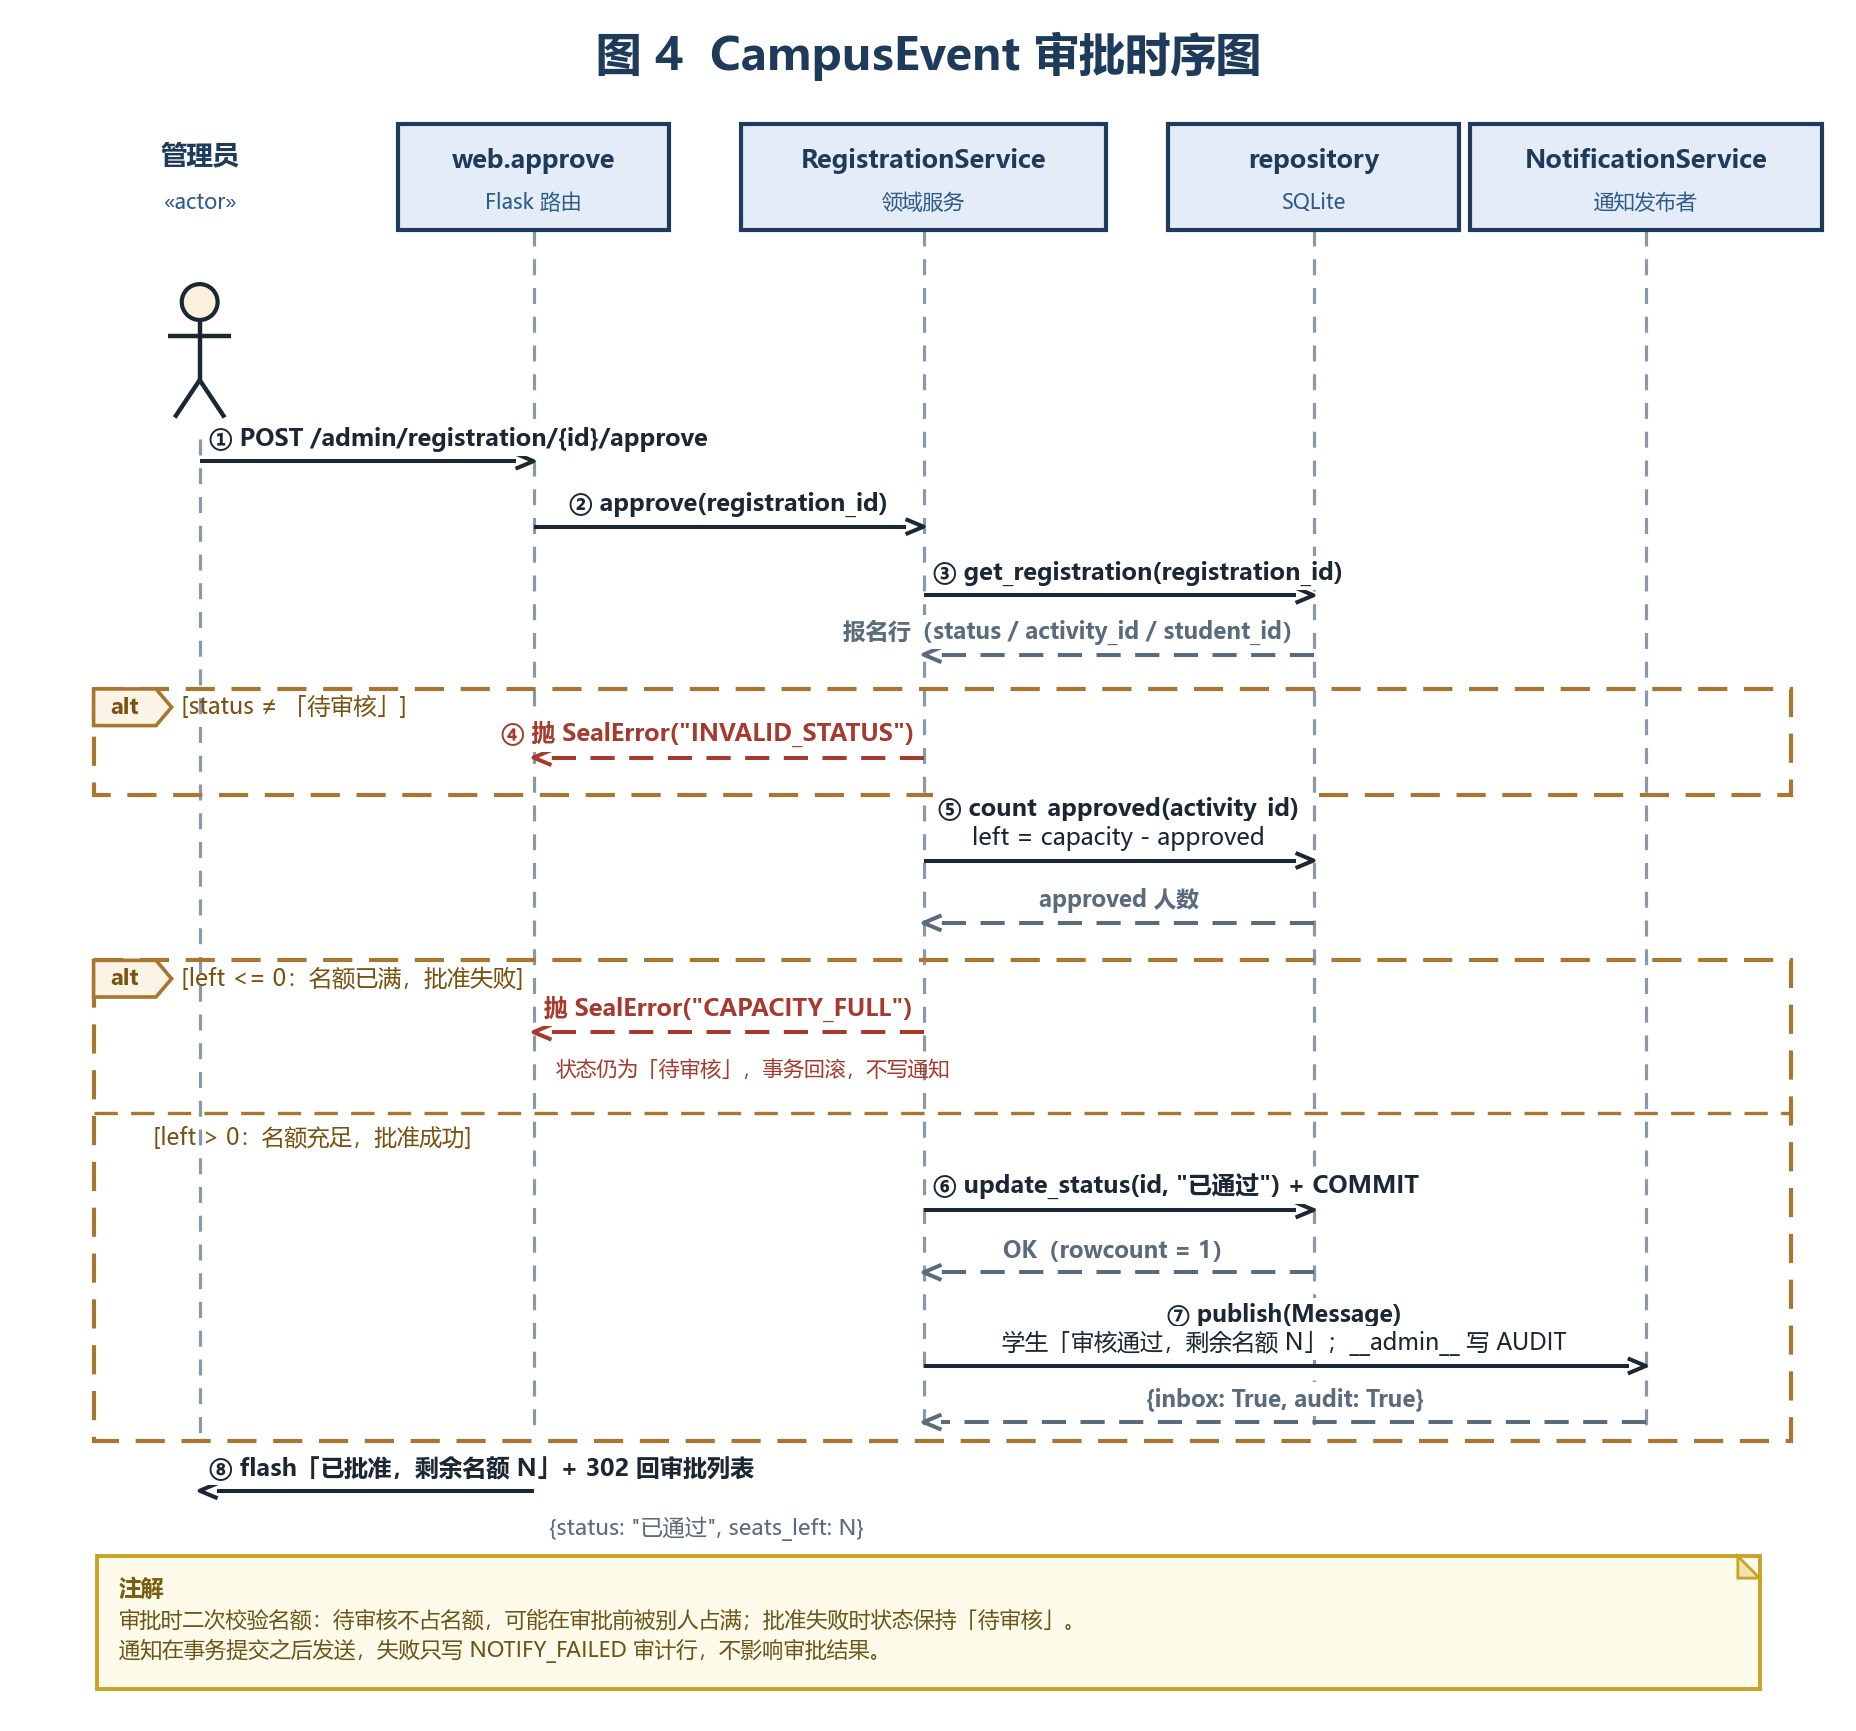 图 4 CampusEvent 审批时序图
管理员
«actor»
web.approve
Flask 路由
RegistrationService
领域服务
repository
SQLite
NotificationService
通知发布者
① POST /admin/registration/{id}/approve
② approve(registration_id)
③ get_registration(registration_id)
报名行（status / activity_id / student_id）
alt
[status ≠ 「待审核」]
④ 抛 SealError("INVALID_STATUS")
⑤ count_approved(activity_id)
left = capacity - approved
approved 人数
alt
[left <= 0：名额已满，批准失败]
抛 SealError("CAPACITY_FULL")
状态仍为「待审核」，事务回滚，不写通知
[left > 0：名额充足，批准成功]
⑥ update_status(id, "已通过") + COMMIT
OK（rowcount = 1）
⑦ publish(Message)
学生「审核通过，剩余名额 N」；__admin__ 写 AUDIT
{inbox: True, audit: True}
⑧ flash「已批准，剩余名额 N」+ 302 回审批列表
{status: "已通过", seats_left: N}
注解
审批时二次校验名额：待审核不占名额，可能在审批前被别人占满；批准失败时状态保持「待审核」。
通知在事务提交之后发送，失败只写 NOTIFY_FAILED 审计行，不影响审批结果。